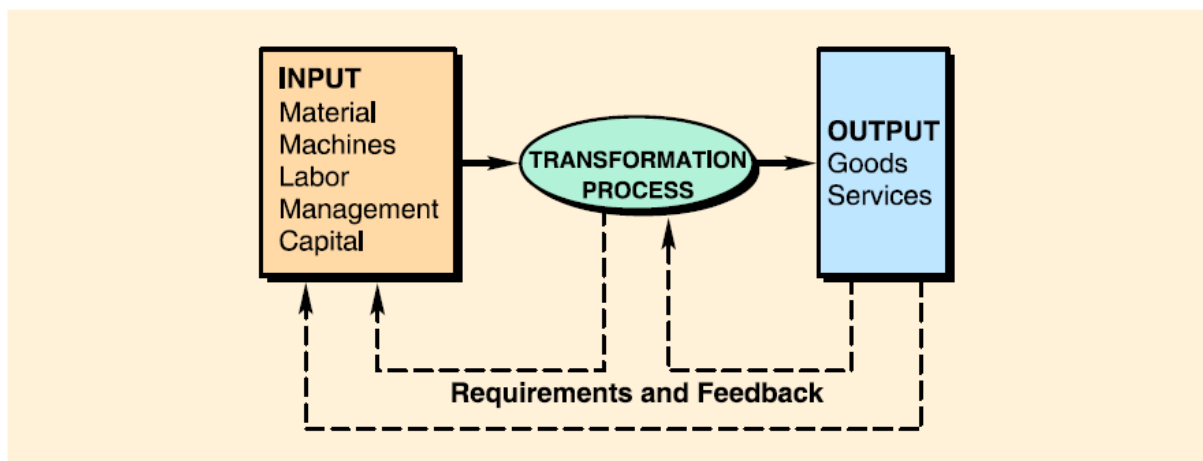 INPUT
Material
Machines
Labor
Management
Capital
TRANSFORMATION
PROCESS
OUTPUT
Goods
Services
Requirements and Feedback